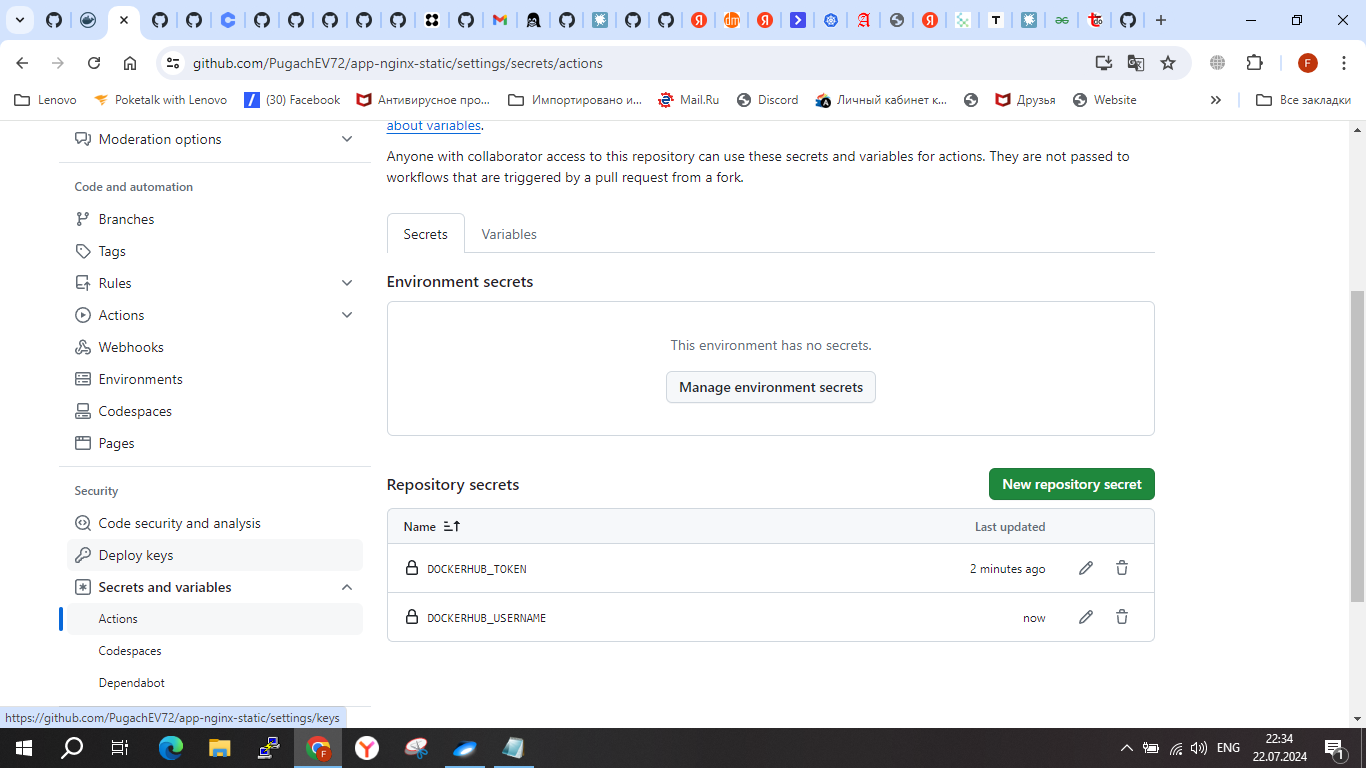 github.com/PugachEV72/app-nginx-static/settings/secrets/actions
Lenovo
Poketalk with Lenovo
(30) Facebook
Антивирусное про...
Импортировано и...
Mail.Ru
Discord
Личный кабинет к...
Друзья
Website
Все закладки
Moderation options
Code and automation
Branches
Tags
Rules
Actions
Webhooks
Environments
Codespaces
Pages
Security
Code security and analysis
Deploy keys
Secrets and variables
Actions
Codespaces
Dependabot
about variables.
Anyone with collaborator access to this repository can use these secrets and variables for actions. They are not passed to
workflows that are triggered by a pull request from a fork.
Secrets
Variables
Environment secrets
This environment has no secrets.
Manage environment secrets
Repository secrets
New repository secret
Name
Last updated
DOCKERHUB_TOKEN
2 minutes ago
DOCKERHUB_USERNAME
now
https://github.com/PugachEV72/app-nginx-static/settings/keys
ENG
22:34
22.07.2024
1